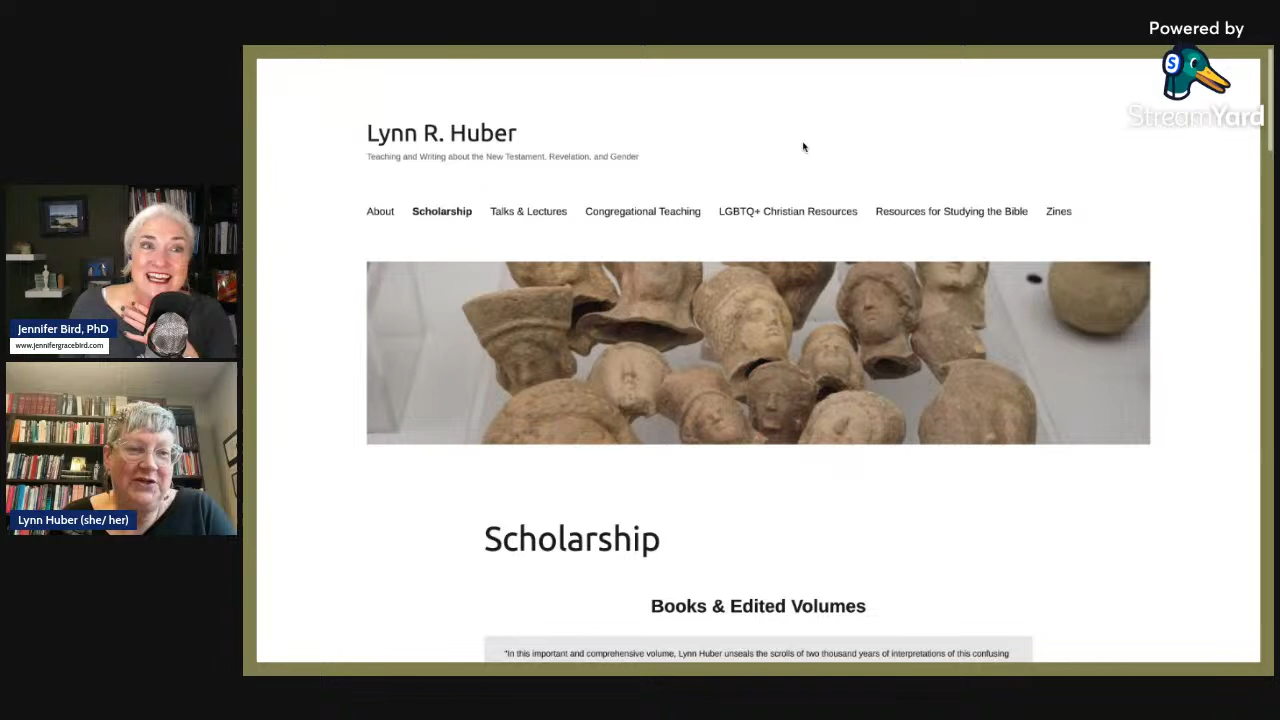 Powered by
S
StreamYard
Lynn R. Huber
Teaching and Writing about the New Testament, Revelation, and Gender
About Scholarship Talks & Lectures Congregational Teaching LGBTQ+ Christian Resources Resources for Studying the Bible Zines
Jennifer Bird, PhD
www.jennifergracebird.com
Lynn Huber (she/ her)
Scholarship
Books & Edited Volumes
"In this important and comprehensive volume, Lynn Huber unseals the scrolls of two thousand years of interpretations of this confusing